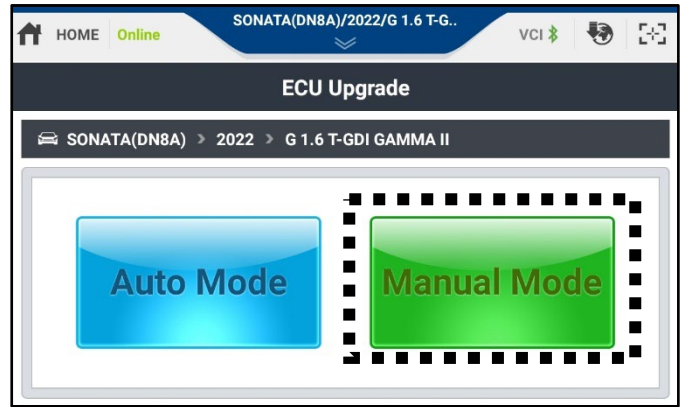 HOME Online SONATA(DN8A)/2022/G 1.6 T-G.. VCI
ECU Upgrade
SONATA(DN8A) > 2022 > G 1.6 T-GDI GAMMA II
Auto Mode Manual Mode